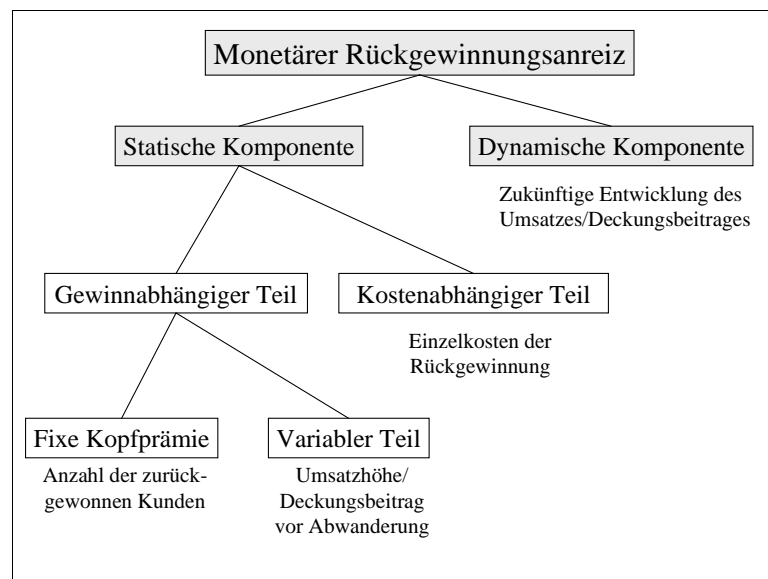 Monetärer Rückgewinnungsanreiz
Statische Komponente
Dynamische Komponente
Zukünftige Entwicklung des
Umsatzes/Deckungsbeitrages
Gewinnabhängiger Teil
Kostenabhängiger Teil
Einzelkosten der
Rückgewinnung
Fixe Kopfprämie
Anzahl der zurück-
gewonnen Kunden
Variabler Teil
Umsatzhöhe/
Deckungsbeitrag
vor Abwanderung